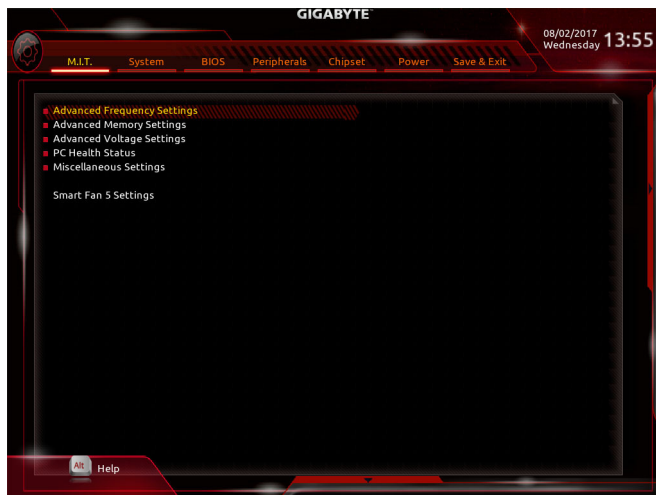 GIGABYTE™
08/02/2017
Wednesday
13:55
M.I.T. System BIOS Peripherals Chipset Power Save & Exit
Advanced Frequency Settings
Advanced Memory Settings
Advanced Voltage Settings
PC Health Status
Miscellaneous Settings
Smart Fan 5 Settings
Alt Help